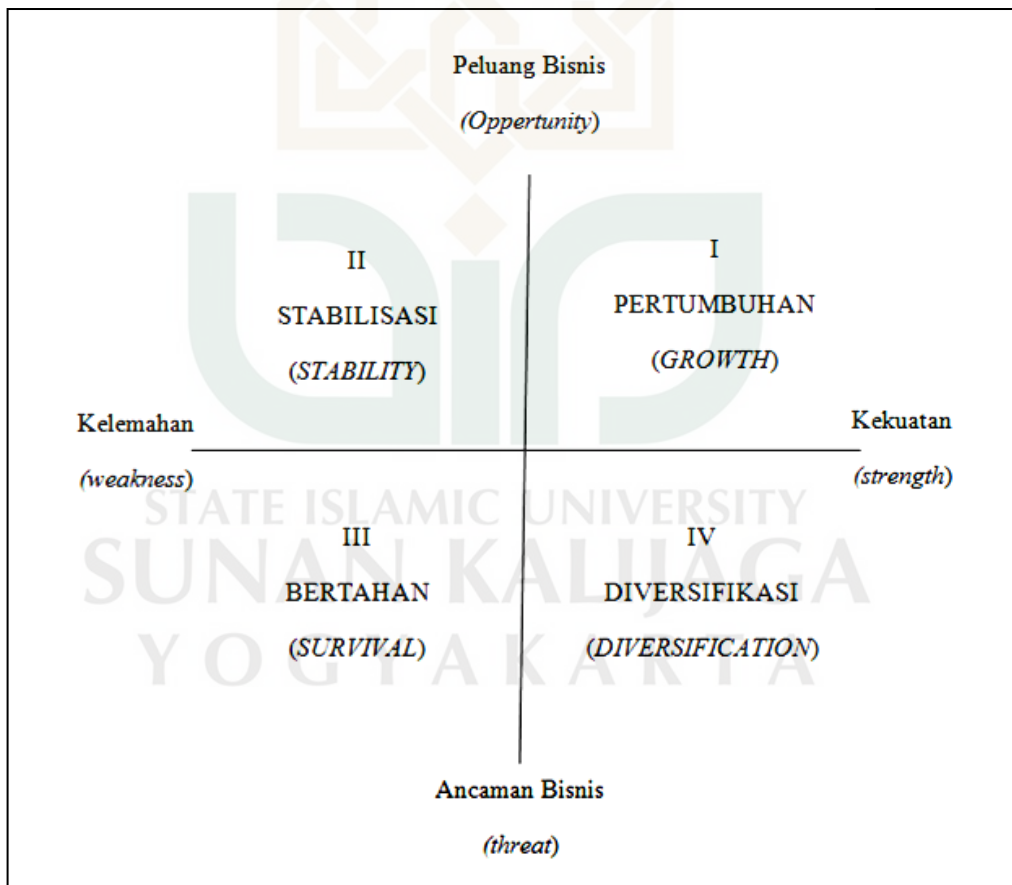 Peluang Bisnis
(Oppertunity)
II
STABILISASI
(STABILITY)
I
PERTUMBUHAN
(GROWTH)
Kelemahan
(weakness)
Kekuatan
(strength)
STATE ISLAMIC UNIVERSITY
SUNAN KALIJAGA
YOGYAKARTA
III
BERTAHAN
(SURVIVAL)
IV
DIVERSIFIKASI
(DIVERSIFICATION)
Ancaman Bisnis
(threat)